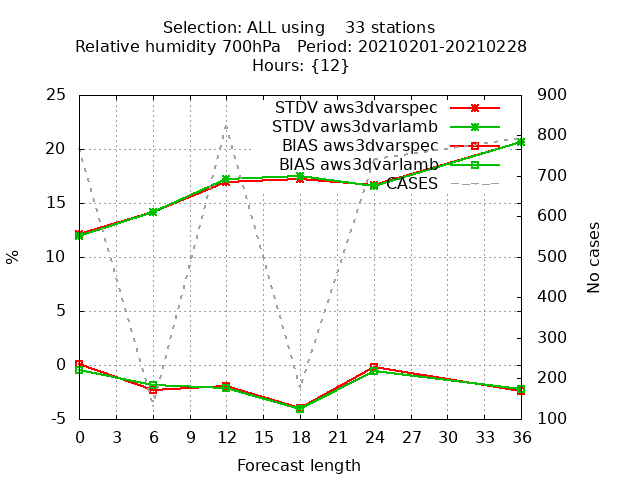 Selection: ALL using    33 stations
Relative humidity 700hPa   Period: 20210201-20210228
Hours: {12}
25
20
15
10
5
0
-5
%
STDV aws3dvarspec
STDV aws3dvarlamb
BIAS aws3dvarspec
BIAS aws3dvarlamb
CASES
900
800
700
600
500
400
300
200
100
No cases
0 3 6 9 12 15 18 21 24 27 30 33 36
Forecast length